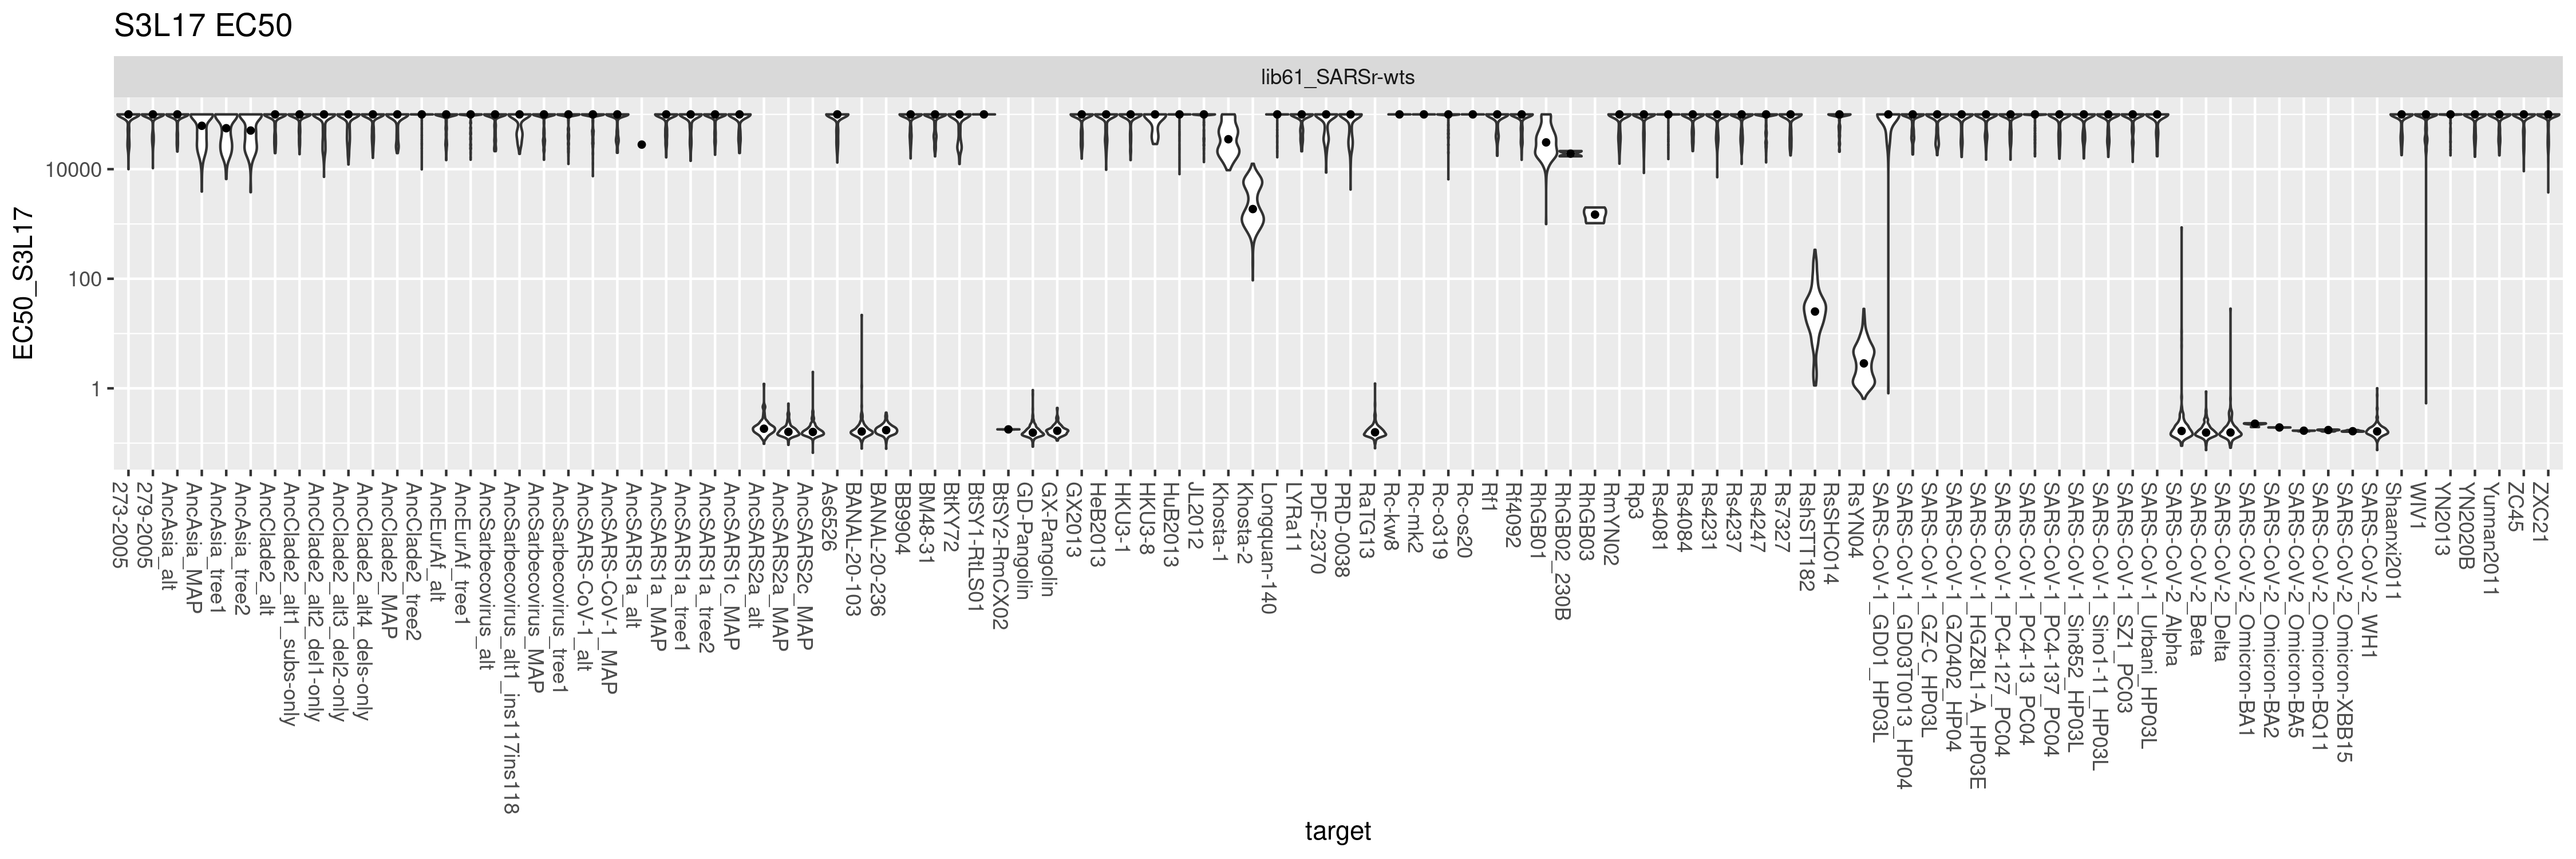 S3L17 EC50
lib61_SARSr-wts
EC50_S3L17
10000
100
1
273-2005
279-2005
AncAsia_alt
AncAsia_MAP
AncAsia_tree1
AncAsia_tree2
AncClade2_alt
AncClade2_alt1_subs-only
AncClade2_alt2_del1-only
AncClade2_alt3_del2-only
AncClade2_alt4_dels-only
AncClade2_MAP
AncClade2_tree2
AncEurAf_alt
AncEurAf_tree1
AncSarbecovirus_alt
AncSarbecovirus_alt1_ins117ins118
AncSarbecovirus_MAP
AncSarbecovirus_tree1
AncSARS-CoV-1_alt
AncSARS-CoV-1_MAP
AncSARS1a_alt
AncSARS1a_MAP
AncSARS1a_tree1
AncSARS1a_tree2
AncSARS1c_MAP
AncSARS2a_alt
AncSARS2a_MAP
AncSARS2c_MAP
As6526
BANAL-20-103
BANAL-20-236
BB9904
BM48-31
BtKY72
BtSY1-RtLS01
BtSY2-RmCX02
GD-Pangolin
GX-Pangolin
GX2013
HeB2013
HKU3-1
HKU3-8
HuB2013
JL2012
Khosta-1
Khosta-2
Longquan-140
LYRa11
PDF-2370
PRD-0038
RaTG13
Rc-kw8
Rc-mk2
Rc-o319
Rc-os20
Rf1
Rf4092
RhGB01
RhGB02_230B
RhGB03
RmYN02
Rp3
Rs4081
Rs4084
Rs4231
Rs4237
Rs4247
Rs7327
RshSTT182
RsSHC014
RsYN04
SARS-CoV-1_GD01_HP03L
SARS-CoV-1_GD03T0013_HP04
SARS-CoV-1_GZ-C_HP03L
SARS-CoV-1_GZ0402_HP04
SARS-CoV-1_HGZ8L1-A_HP03E
SARS-CoV-1_PC4-127_PC04
SARS-CoV-1_PC4-13_PC04
SARS-CoV-1_PC4-137_PC04
SARS-CoV-1_Sin852_HP03L
SARS-CoV-1_Sino1-11_HP03L
SARS-CoV-1_SZ1_PC03
SARS-CoV-1_Urbani_HP03L
SARS-CoV-2_Alpha
SARS-CoV-2_Beta
SARS-CoV-2_Delta
SARS-CoV-2_Omicron-BA1
SARS-CoV-2_Omicron-BA2
SARS-CoV-2_Omicron-BA5
SARS-CoV-2_Omicron-BQ11
SARS-CoV-2_Omicron-XBB15
SARS-CoV-2_WH1
Shaanxi2011
WIV1
YN2013
YN2020B
Yunnan2011
ZC45
ZXC21
target